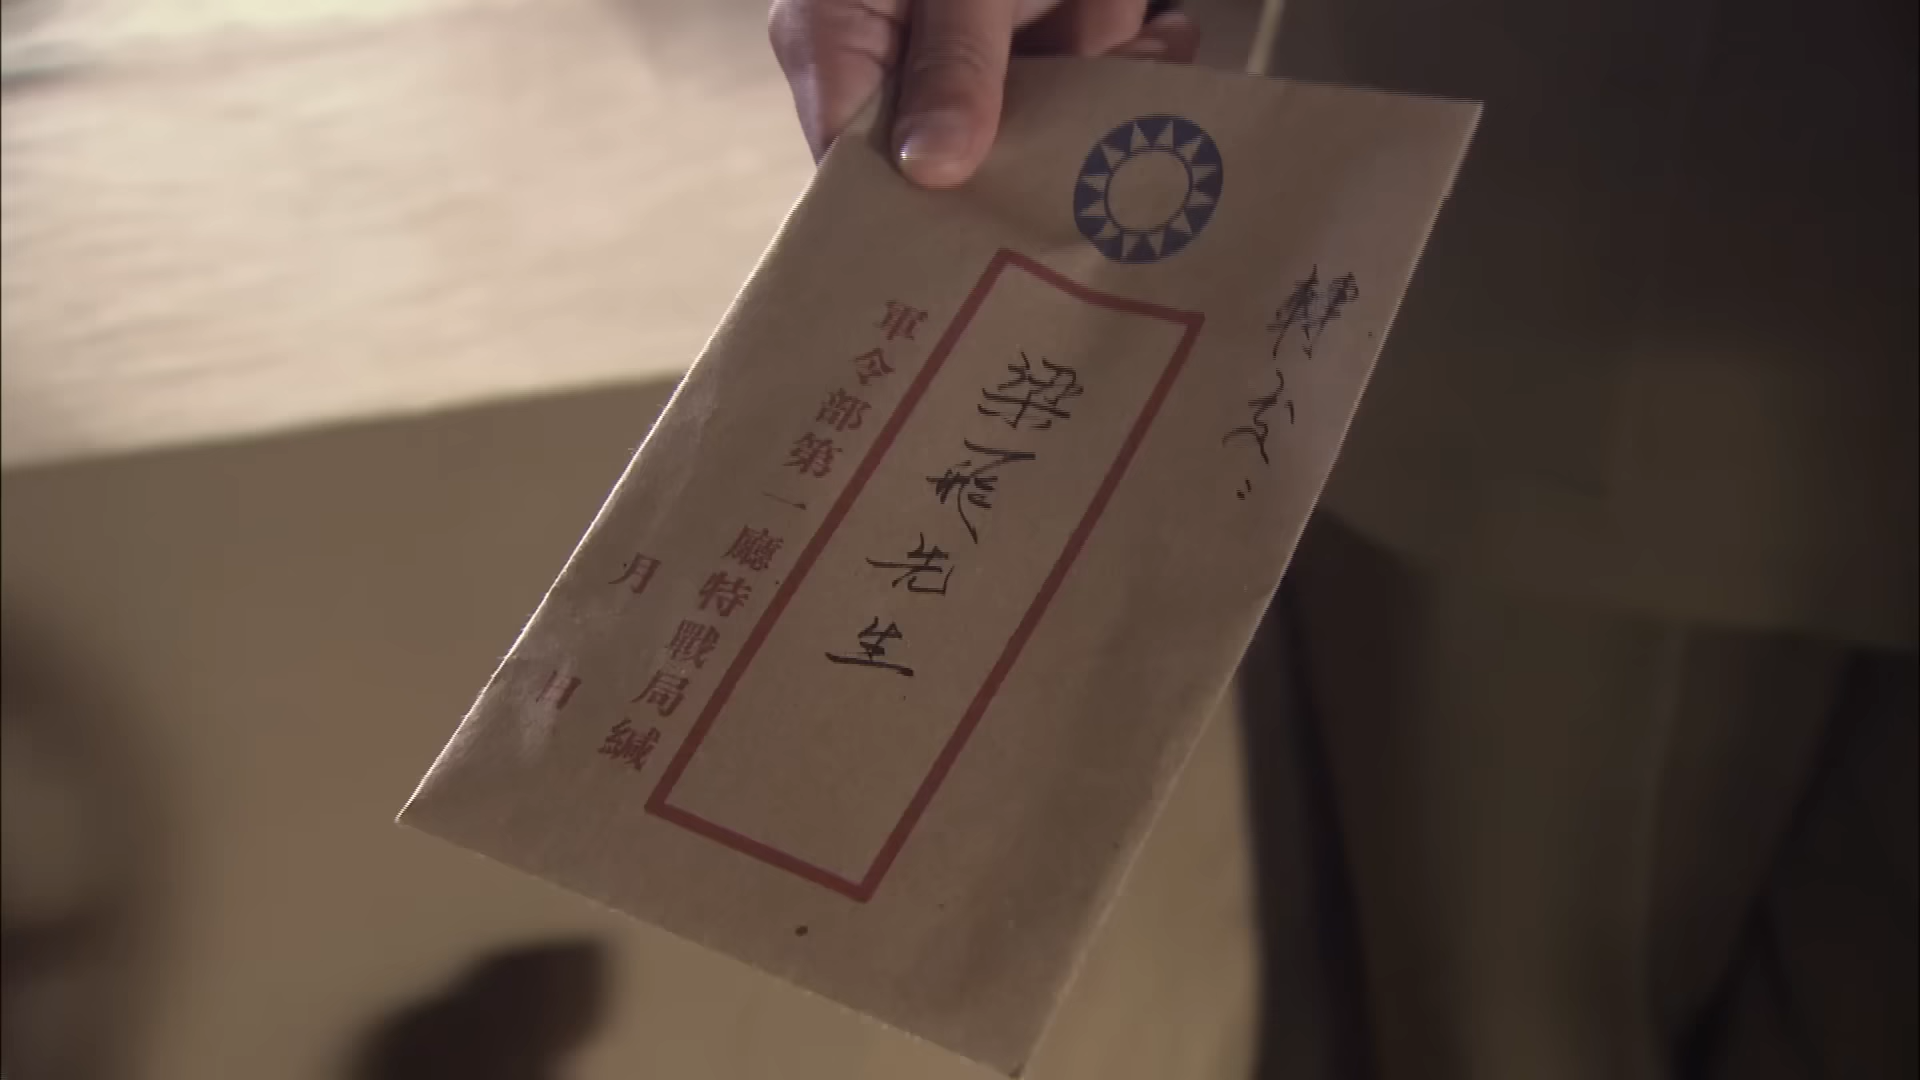 轉交:
梁飛先生
軍令部第一廳特戰局緘
月 日